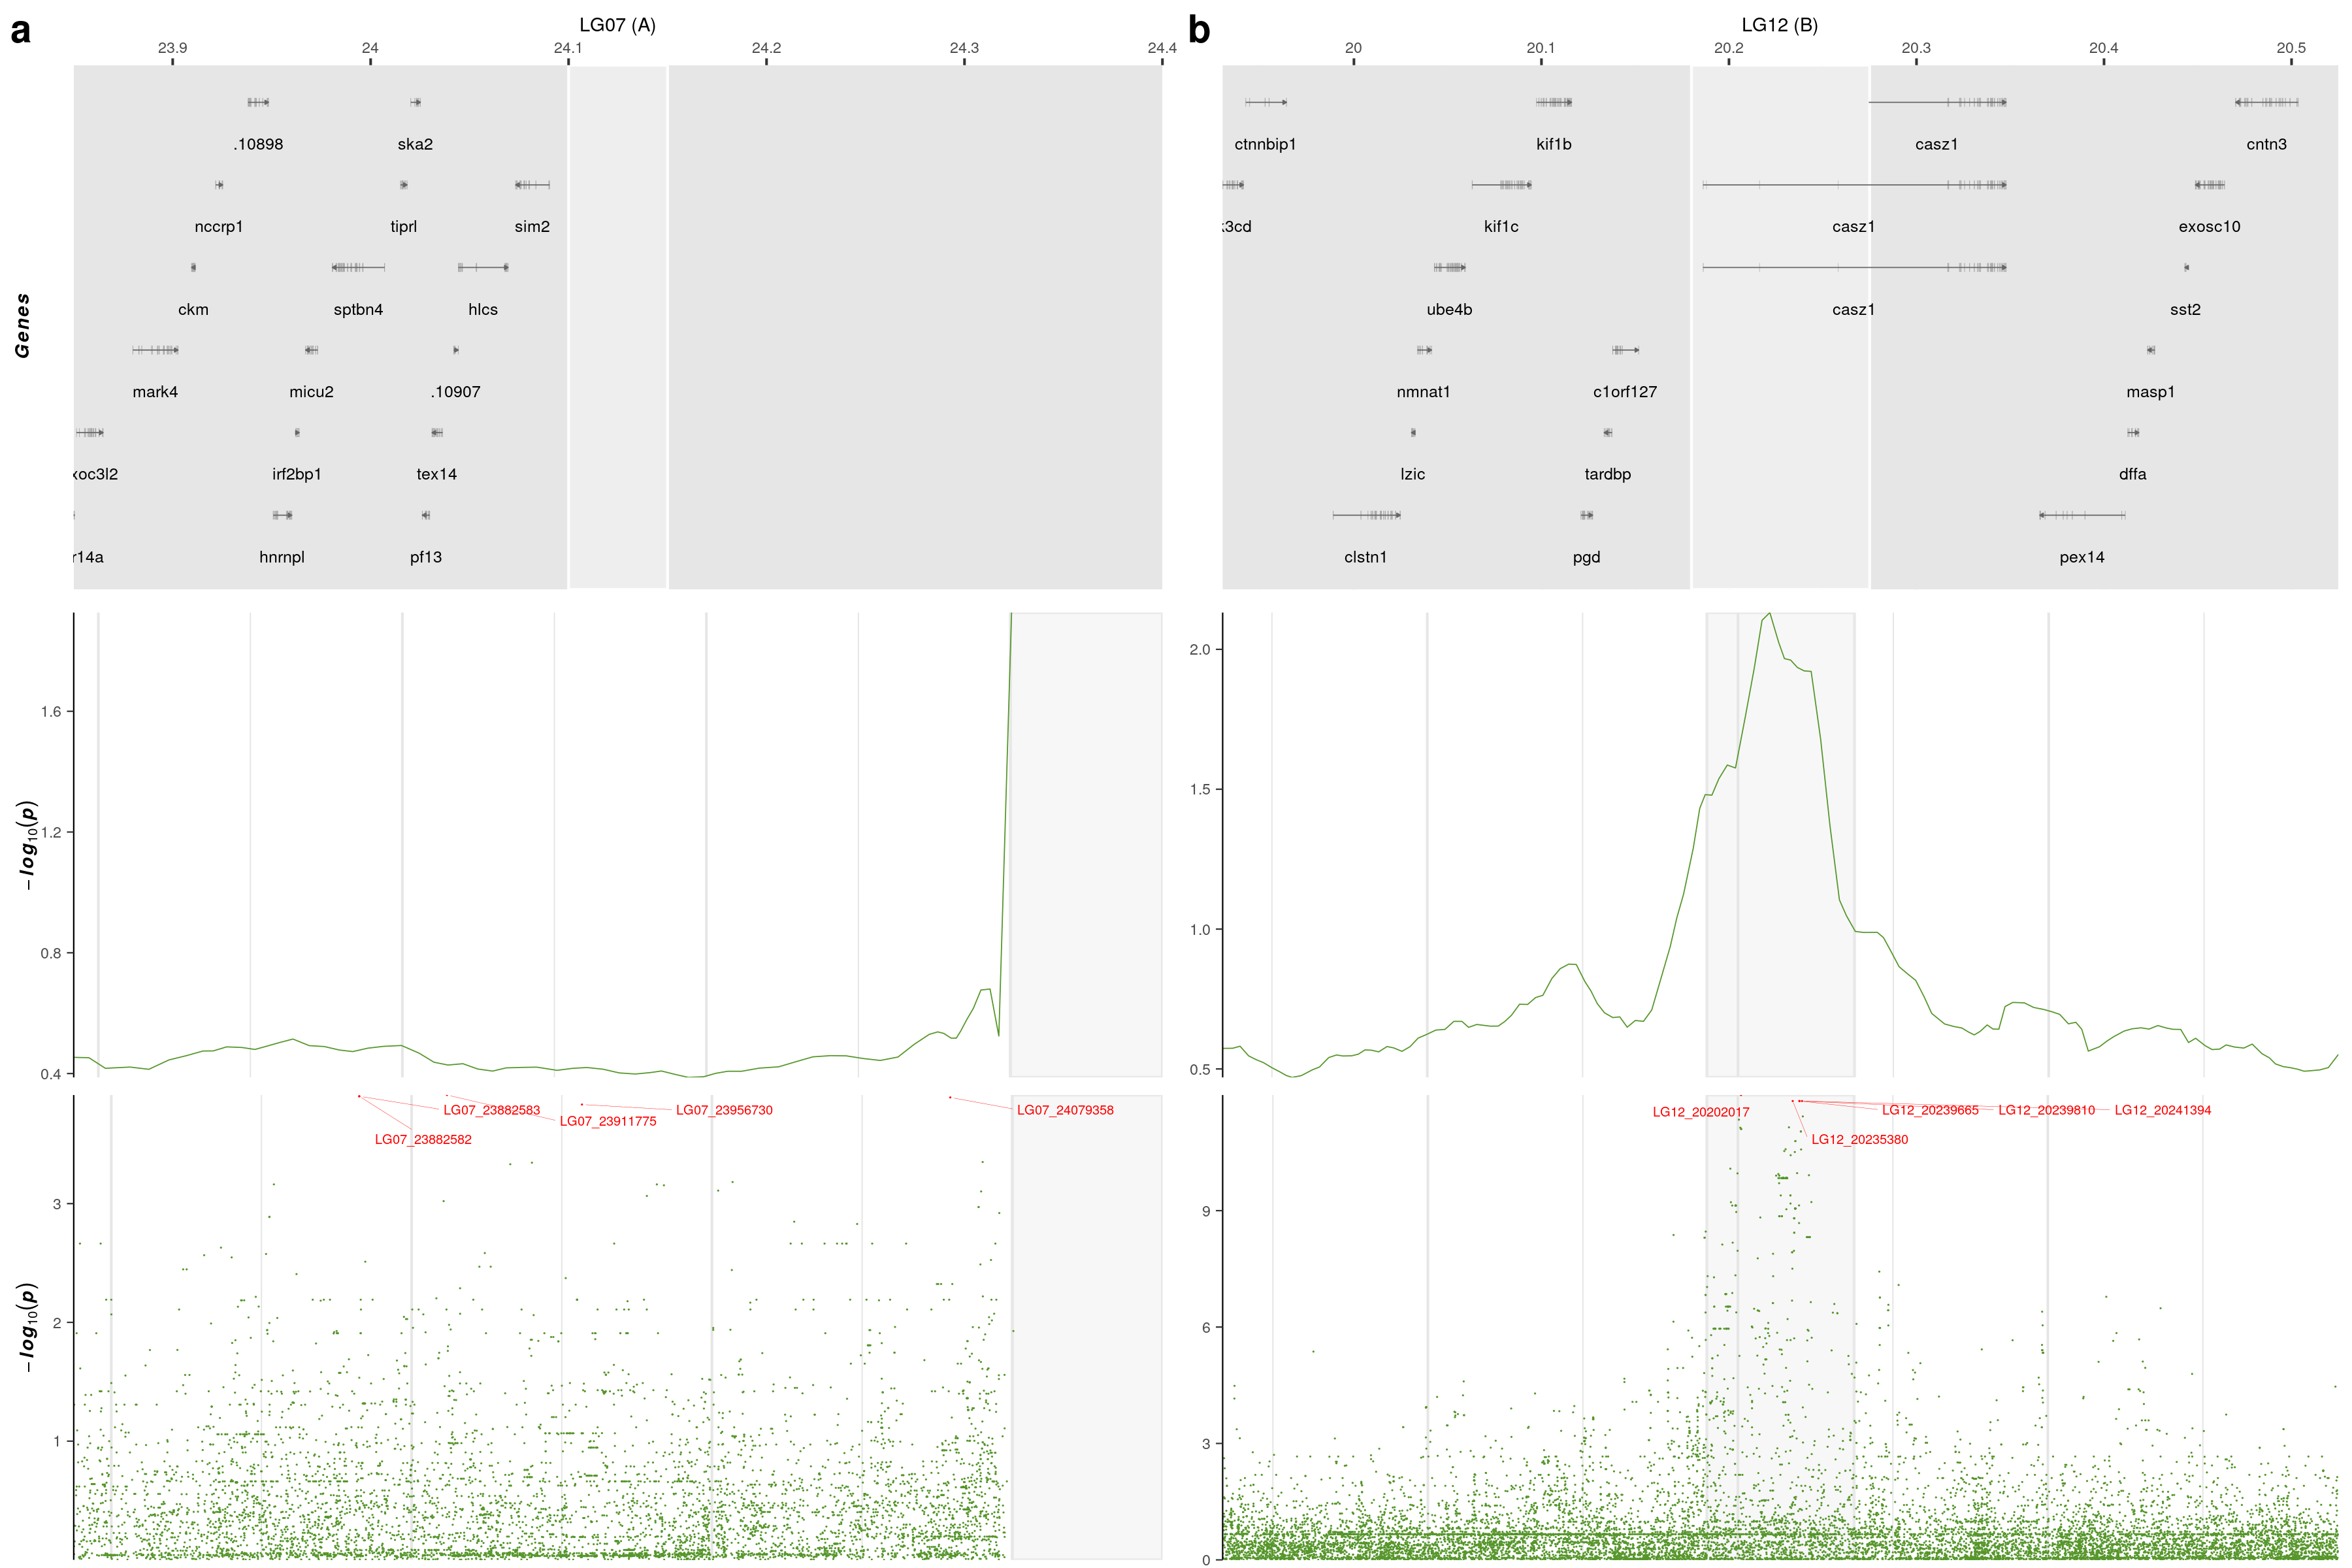 a
LG07 (A)
23.9 24 24.1 24.2 24.3 24.4
.10898 ska2
nccrp1 tiprl sim2
ckm sptbn4 hlcs
mark4 micu2 .10907
xoc3l2 irf2bp1 tex14
r14a hnrnpl pf13
Genes
1.6
1.2
0.8
0.4
−log10(p)
LG07_23882583 LG07_23956730 LG07_24079358
LG07_23911775
LG07_23882582
3
2
1
−log10(p)
b
LG12 (B)
20 20.1 20.2 20.3 20.4 20.5
ctnnbip1 kif1b casz1 cntn3
3cd kif1c casz1 exosc10
ube4b casz1 sst2
nmnat1 c1orf127 masp1
lzic tardbp dffa
clstn1 pgd pex14
2.0
1.5
1.0
0.5
LG12_20202017 LG12_20239665 LG12_20239810 LG12_20241394
LG12_20235380
9
6
3
0